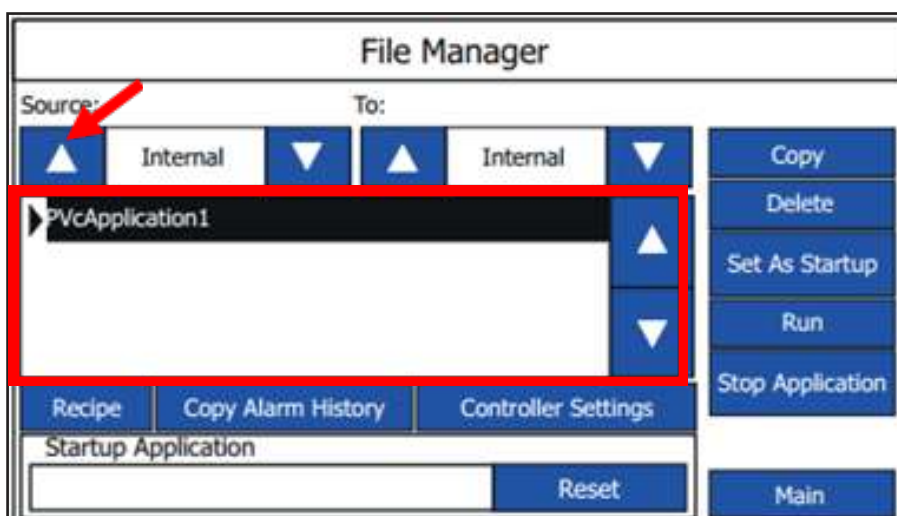 File Manager
Source:
To:
Internal
Internal
Copy
PVcApplication1
Delete
Set As Startup
Run
Stop Application
Recipe
Copy Alarm History
Controller Settings
Startup Application
Reset
Main